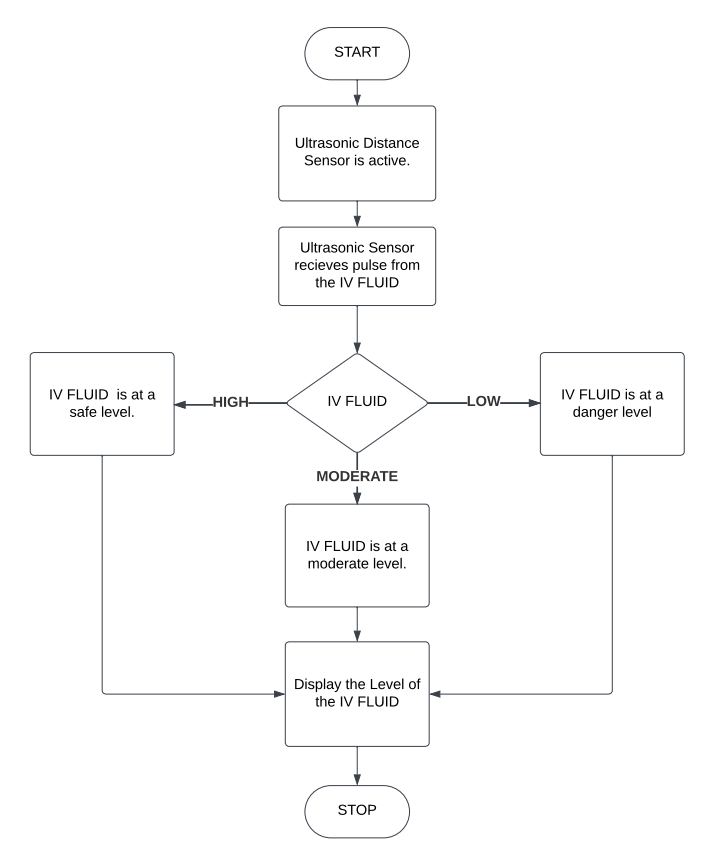 START
Ultrasonic Distance
Sensor is active.
Ultrasonic Sensor
recieves pulse from
the IV FLUID
IV FLUID is at a
safe level.
HIGH
IV FLUID
LOW
IV FLUID is at a
danger level
MODERATE
IV FLUID is at a
moderate level.
Display the Level of
the IV FLUID
STOP